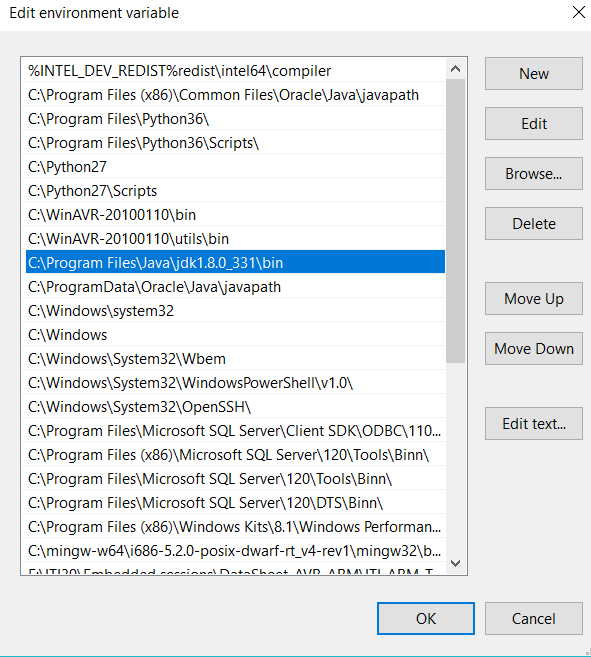 Edit environment variable
%INTEL_DEV_REDIST%redist\intel64\compiler
C:\Program Files (x86)\Common Files\Oracle\Java\javapath
C:\Program Files\Python36\
C:\Program Files\Python36\Scripts\
C:\Python27
C:\Python27\Scripts
C:\WinAVR-20100110\bin
C:\WinAVR-20100110\utils\bin
C:\Program Files\Java\jdk1.8.0_331\bin
C:\ProgramData\Oracle\Java\javapath
C:\Windows\system32
C:\Windows
C:\Windows\System32\Wbem
C:\Windows\System32\WindowsPowerShell\v1.0\
C:\Windows\System32\OpenSSH\
C:\Program Files\Microsoft SQL Server\Client SDK\ODBC\110...
C:\Program Files (x86)\Microsoft SQL Server\120\Tools\Binn\
C:\Program Files\Microsoft SQL Server\120\Tools\Binn\
C:\Program Files\Microsoft SQL Server\120\DTS\Binn\
C:\Program Files (x86)\Windows Kits\8.1\Windows Performan...
C:\mingw-w64\i686-5.2.0-posix-dwarf-rt_v4-rev1\mingw32\b...
New
Edit
Browse...
Delete
Move Up
Move Down
Edit text...
OK
Cancel